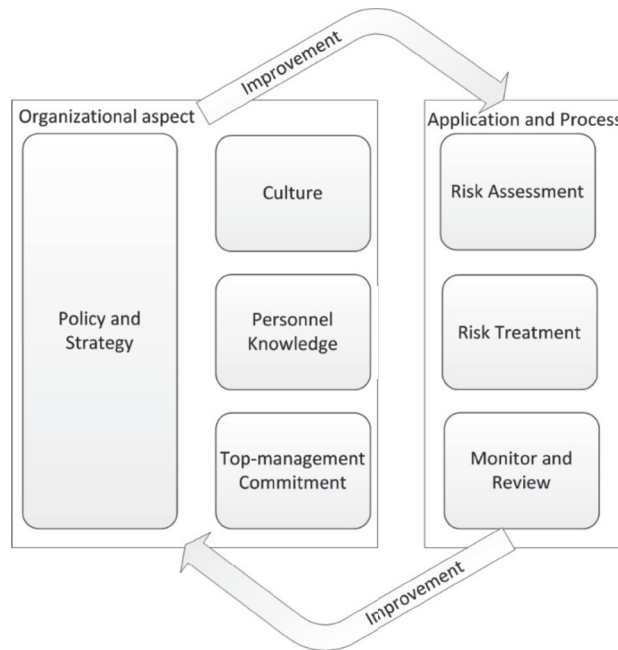 Improvement
Organizational aspect
Policy and
Strategy
Culture
Personnel
Knowledge
Top-management
Commitment
Application and Process
Risk Assessment
Risk Treatment
Monitor and
Review
Improvement